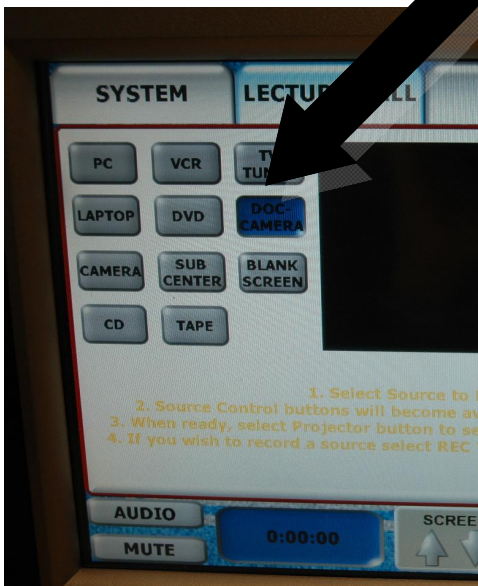 SYSTEM
PC
VCR
LAPTOP
DVD
DOC-
CAMERA
CAMERA
SUB
CENTER
BLANK
SCREEN
CD
TAPE
1. Select Source to
2. Source Control buttons will become
3. When ready, select Projector button to
4. If you wish to record a source select REC
AUDIO
0:00:00
MUTE